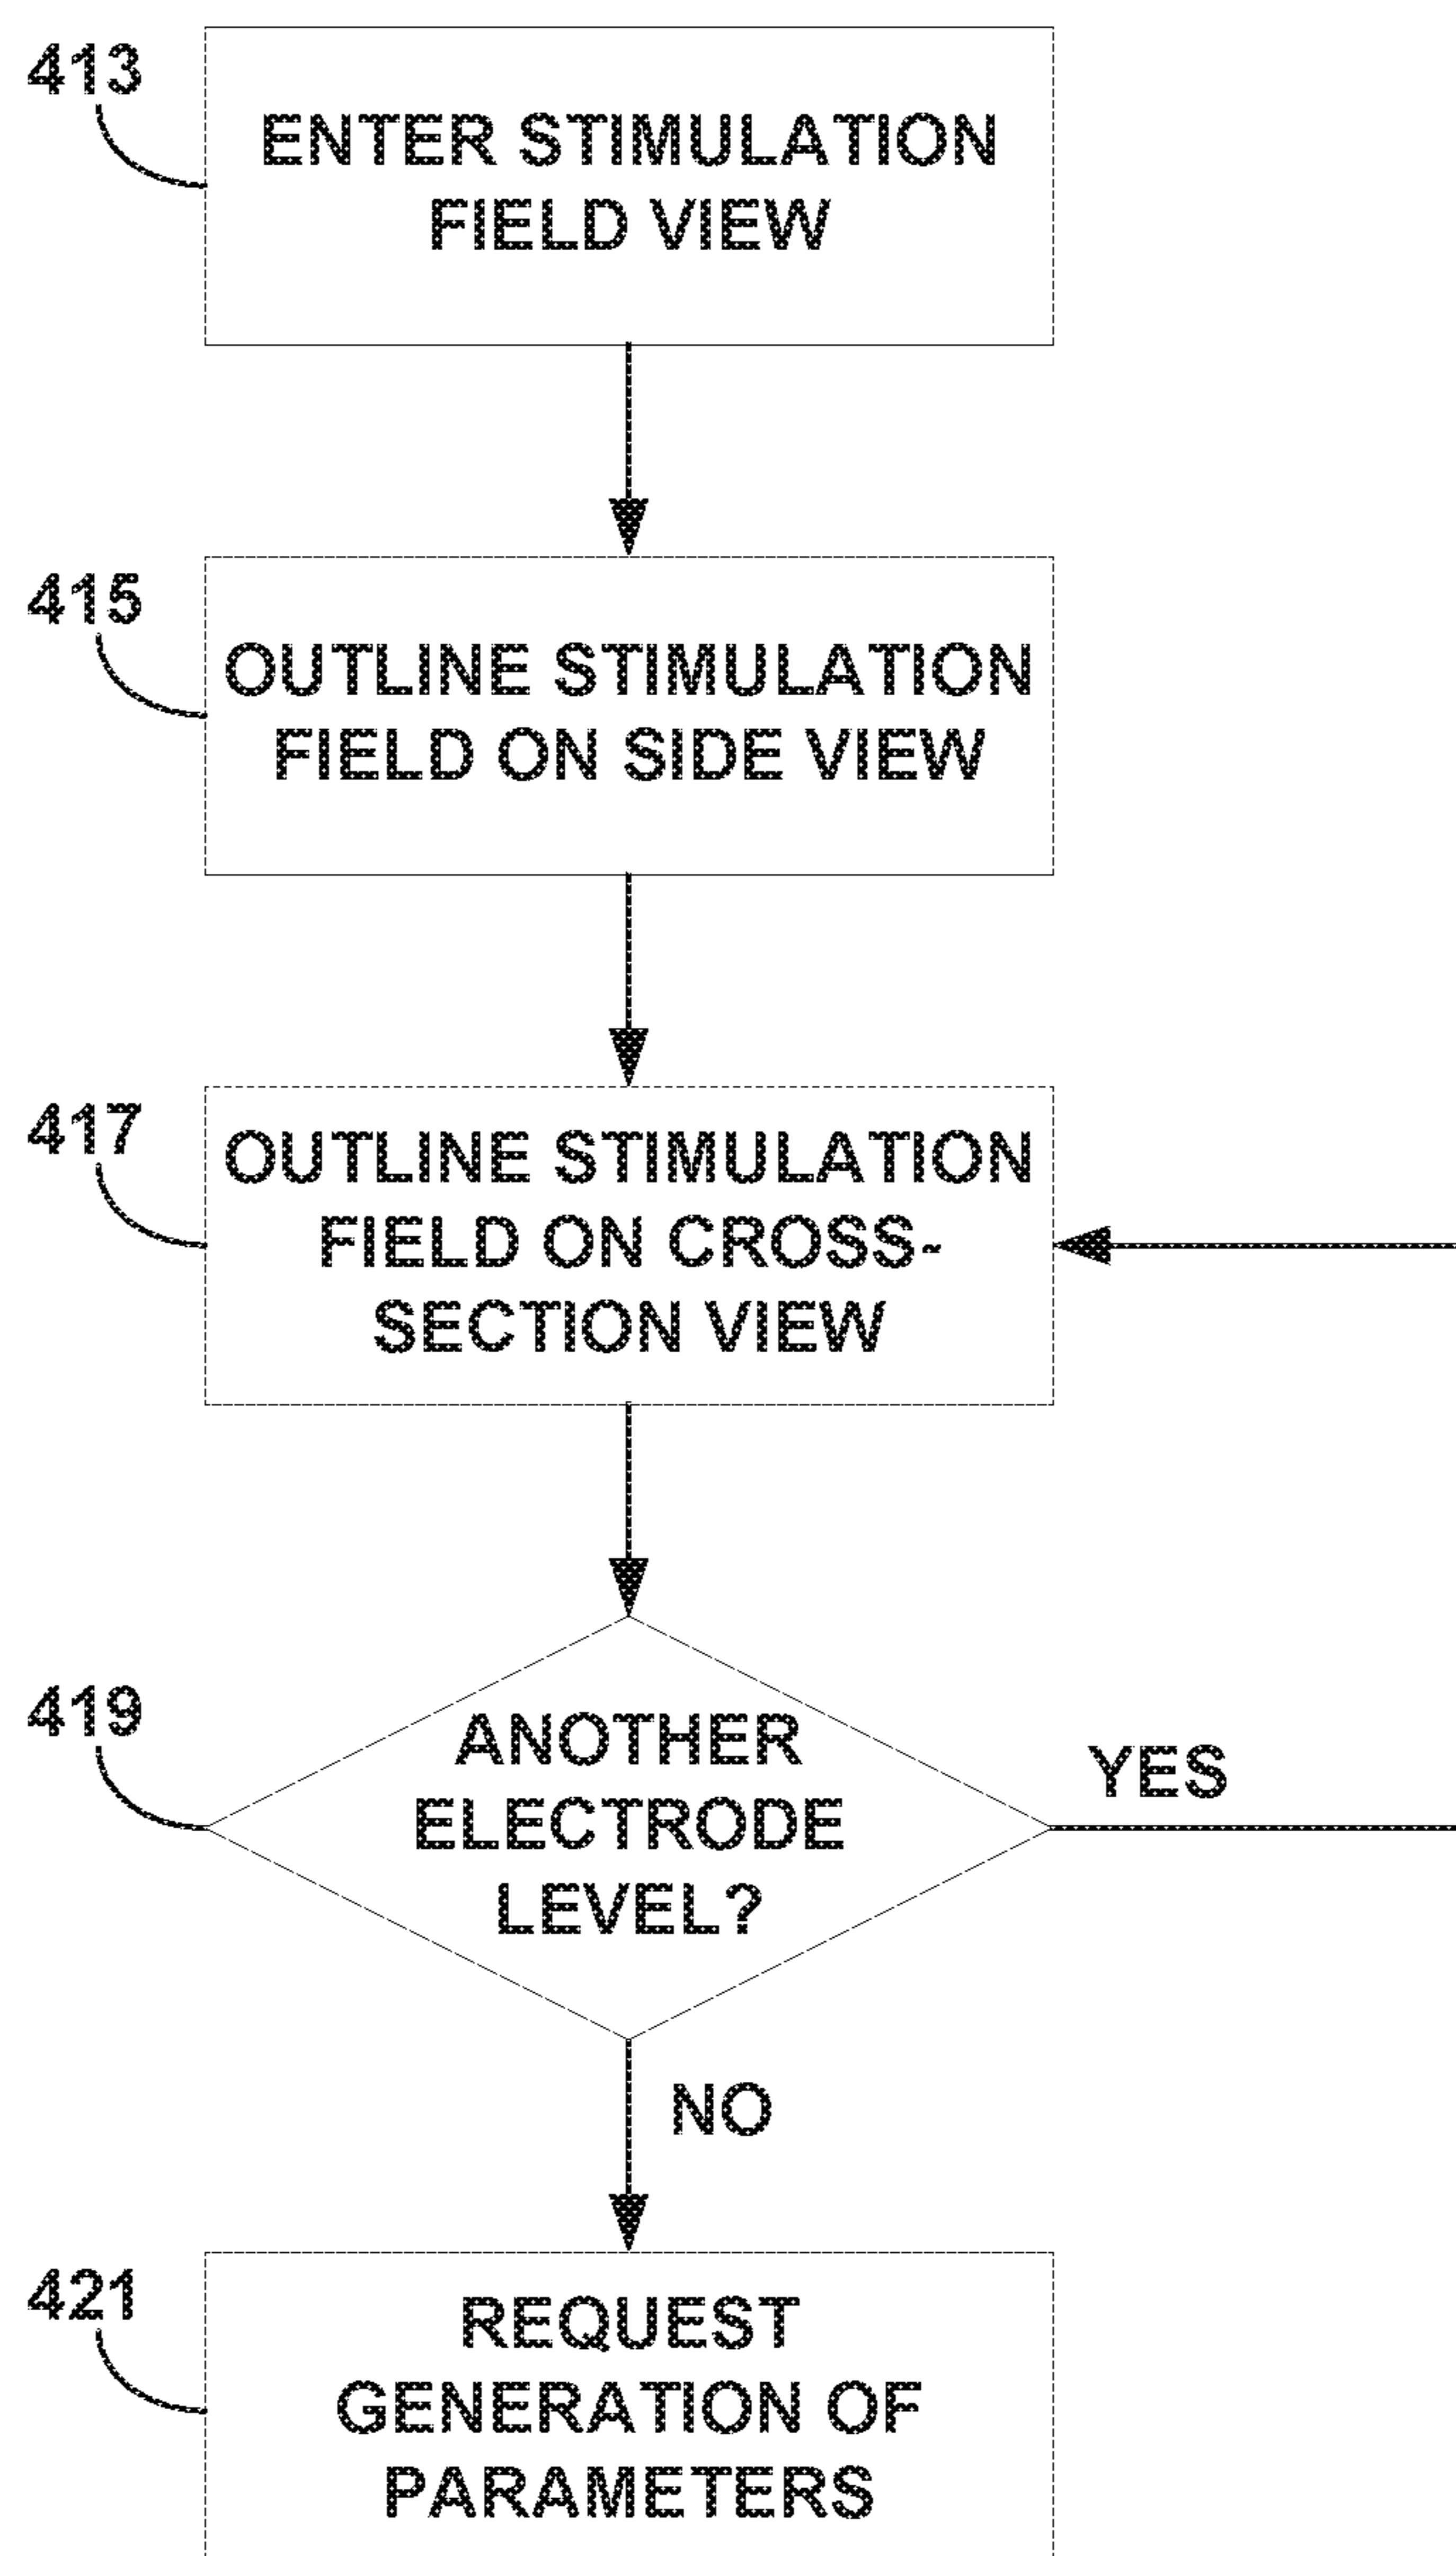 413
ENTER STIMULATION
FIELD VIEW
415
OUTLINE STIMULATION
FIELD ON SIDE VIEW
417
OUTLINE STIMULATION
FIELD ON CROSS-
SECTION VIEW
419
ANOTHER
ELECTRODE
LEVEL?
YES
NO
421
REQUEST
GENERATION OF
PARAMETERS